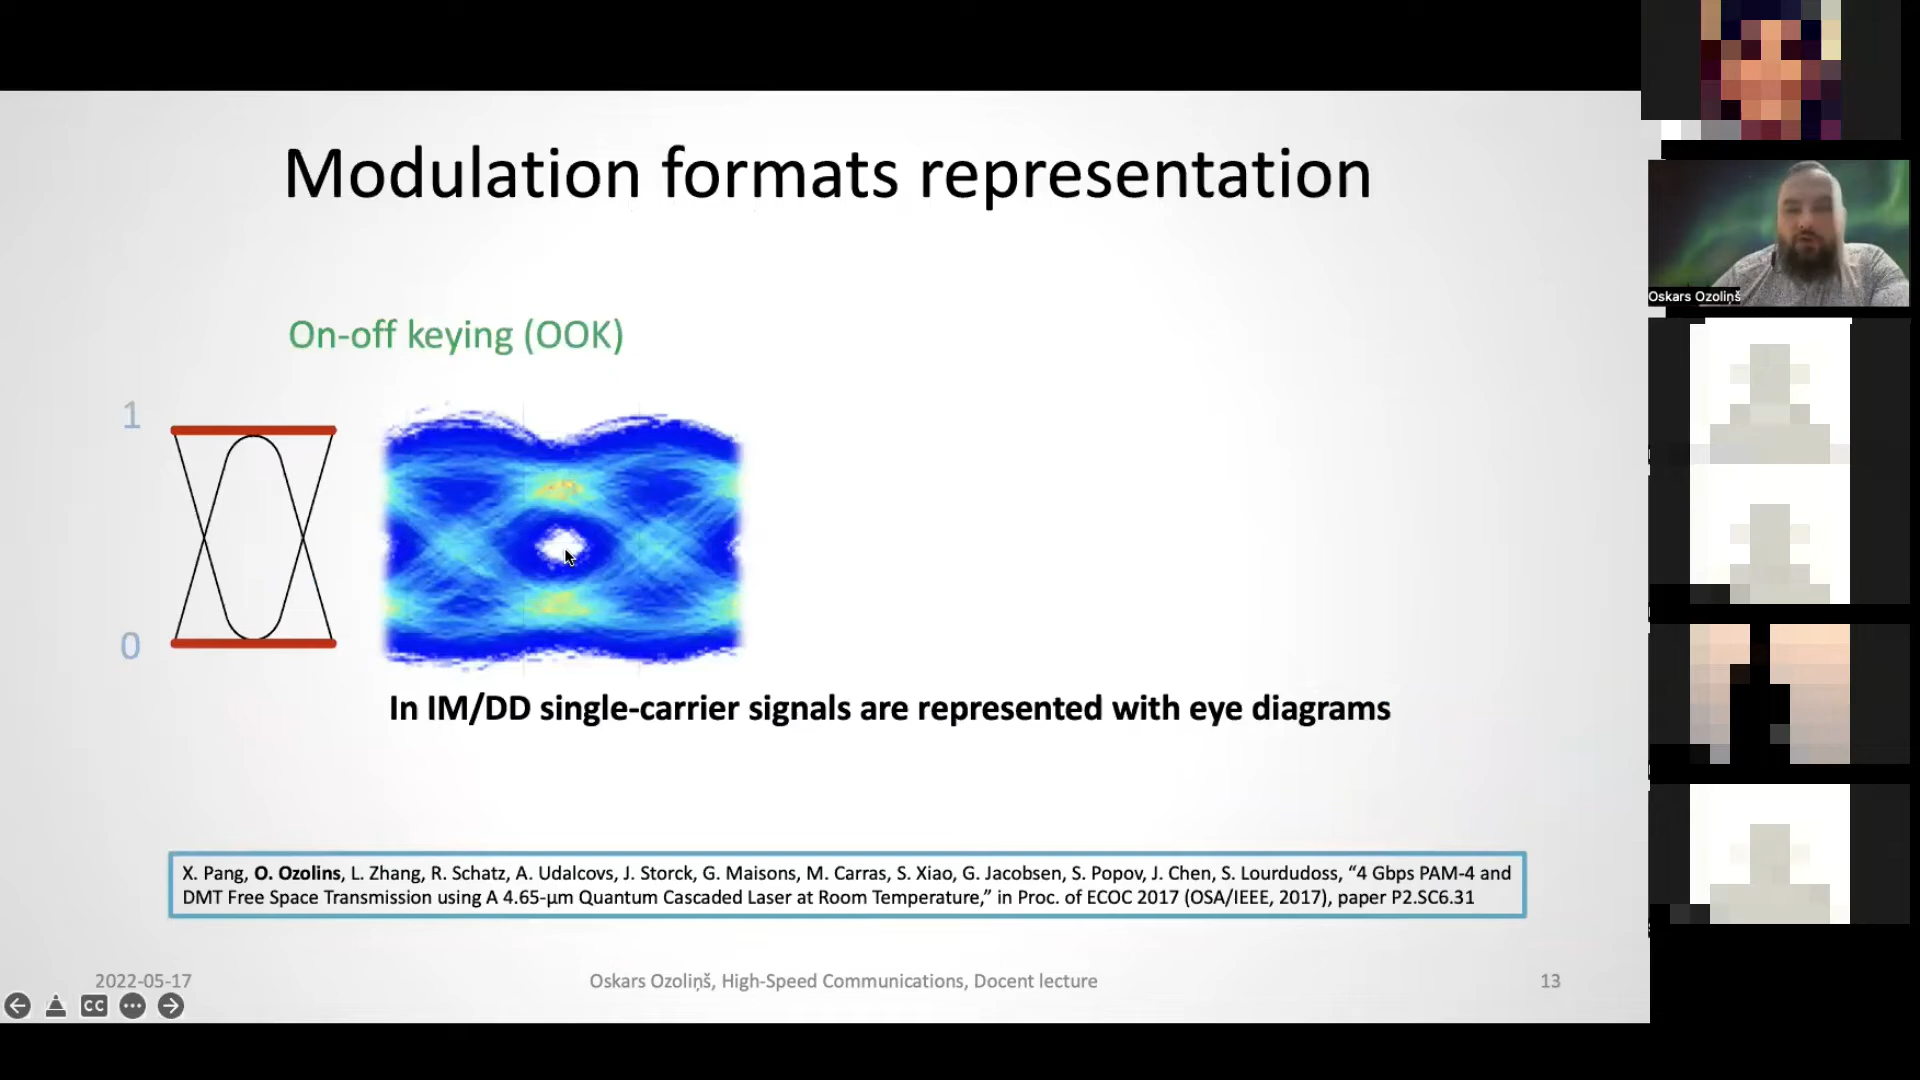 Modulation formats representation
On-off keying (OOK)
1
0
In IM/DD single-carrier signals are represented with eye diagrams
X. Pang, O. Ozolins, L. Zhang, R. Schatz, A. Udalcovs, J. Storck, G. Maisons, M. Carras, S. Xiao, G. Jacobsen, S. Popov, J. Chen, S. Lourdudoss, “4 Gbps PAM-4 and
DMT Free Space Transmission using A 4.65-µm Quantum Cascaded Laser at Room Temperature,” in Proc. of ECOC 2017 (OSA/IEEE, 2017), paper P2.SC6.31
2022-05-17
Oskars Ozoliņš, High-Speed Communications, Docent lecture
13
CC
Oskars Ozoliņš